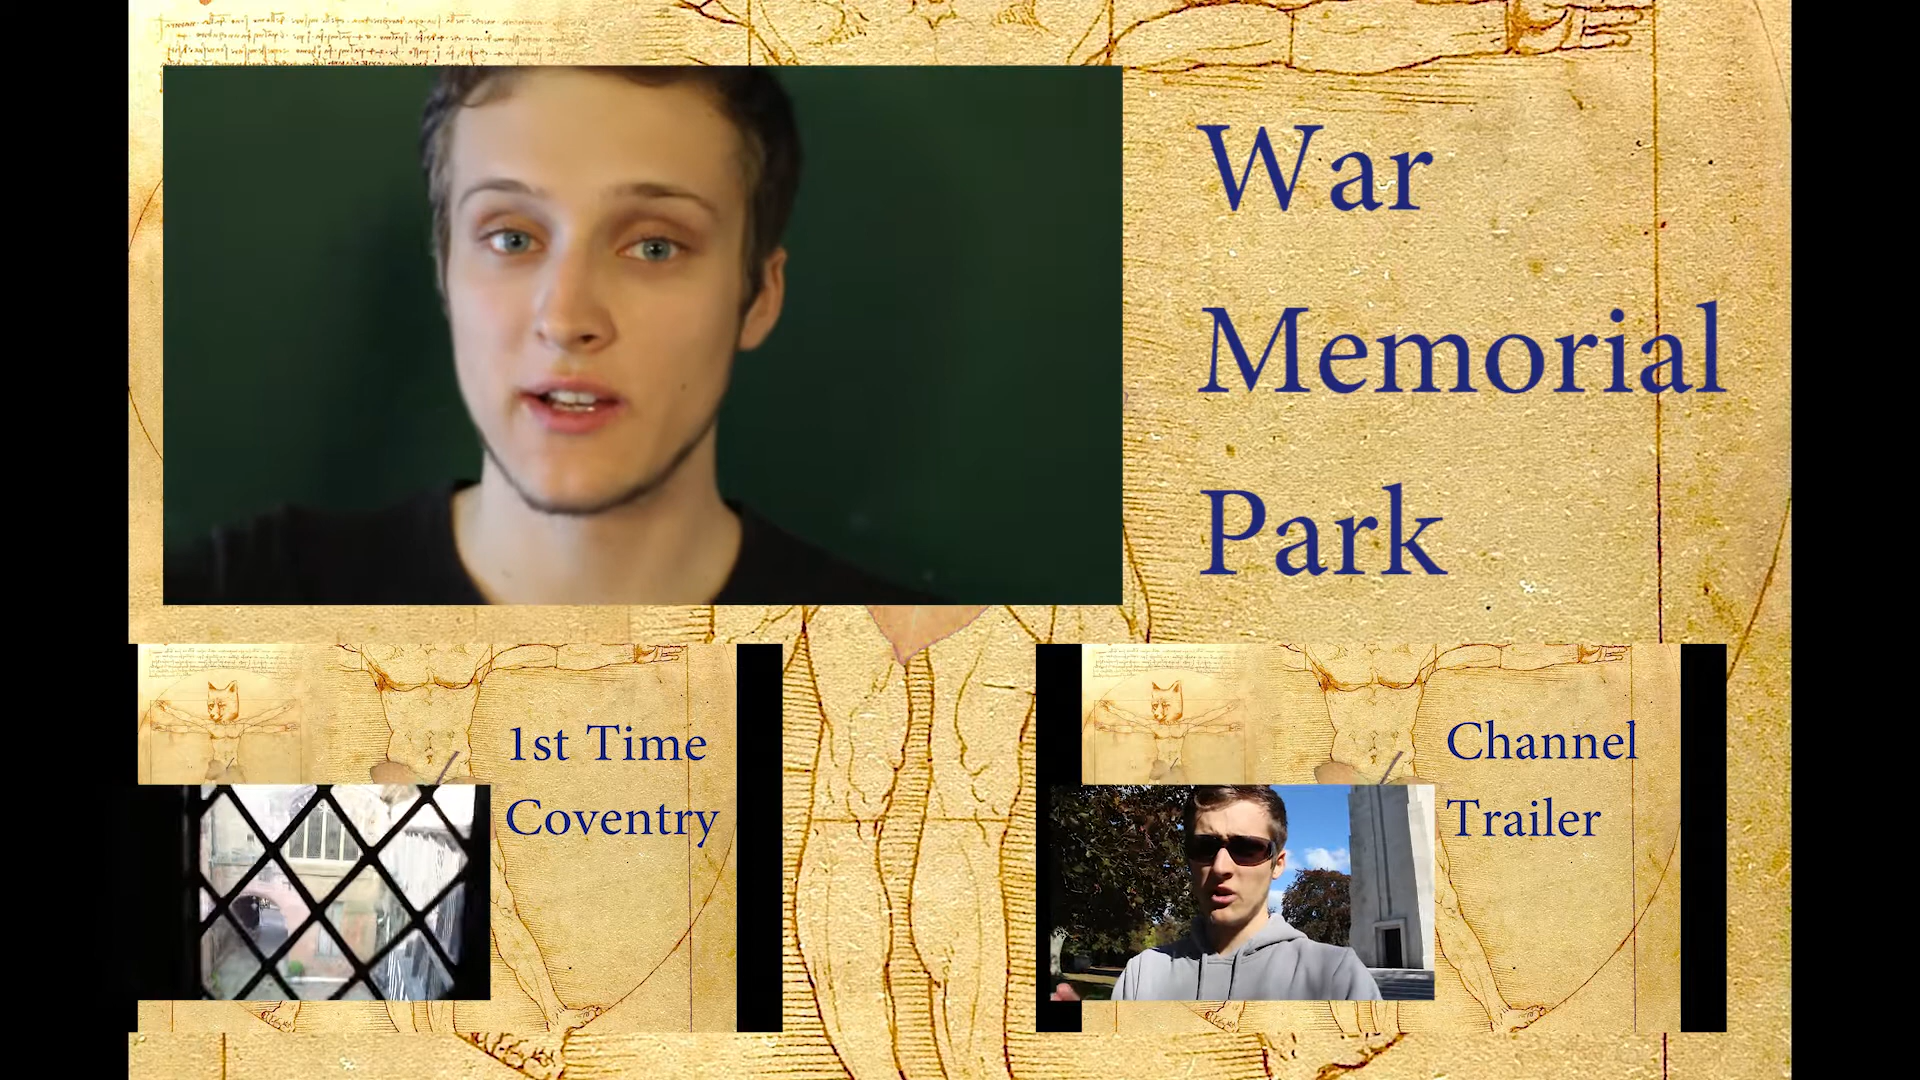 War
Memorial
Park
1st Time
Coventry
Channel
Trailer